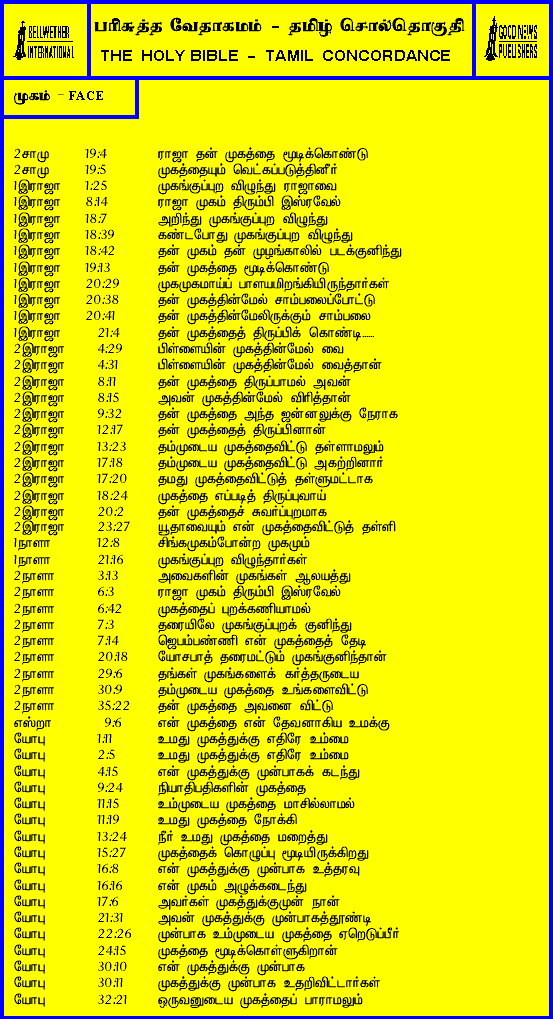 BELLWETHER
INTERNATIONAL
பரிசுத்த வேதாகமம் - தமிழ் சொல்தொகுதி
THE HOLY BIBLE - TAMIL CONCORDANCE
GOOD NEWS
PUBLISHERS
முகம் - FACE
2சாமு 19:4 ராஜா தன் முகத்தை மூடிக்கொண்டு
2சாமு 19:5 முகத்தையும் வெட்கப்படுத்தினீர்
1இராஜா 1:25 முகங்குப்புற விழுந்து ராஜாவை
1இராஜா 8:14 ராஜா முகம் திரும்பி இஸ்ரவேல்
1இராஜா 18:7 அறிந்து முகங்குப்புற விழுந்து
1இராஜா 18:39 கண்டபோது முகங்குப்புற விழுந்து
1இராஜா 18:42 தன் முகம் தன் முழங்காலில் படக்குனிந்து
1இராஜா 19:13 தன் முகத்தை மூடிக்கொண்டு
1இராஜா 20:29 முகமுகமாய்ப் பாளயமிறங்கியிருந்தார்கள்
1இராஜா 20:38 தன் முகத்தின்மேல் சாம்பலைப்போட்டு
1இராஜா 20:41 தன் முகத்தின்மேலிருக்கும் சாம்பலை
1இராஜா 21:4 தன் முகத்தைத் திருப்பிக் கொண்டி......
2இராஜா 4:29 பிள்ளையின் முகத்தின்மேல் வை
2இராஜா 4:31 பிள்ளையின் முகத்தின்மேல் வைத்தான்
2இராஜா 8:11 தன் முகத்தை திருப்பாமல் அவன்
2இராஜா 8:15 அவன் முகத்தின்மேல் விரித்தான்
2இராஜா 9:32 தன் முகத்தை அந்த ஜன்னலுக்கு நேராக
2இராஜா 12:17 தன் முகத்தைத் திருப்பினான்
2இராஜா 13:23 தம்முடைய முகத்தைவிட்டு தள்ளாமலும்
2இராஜா 17:18 தம்முடைய முகத்தைவிட்டு அகற்றினார்
2இராஜா 17:20 தமது முகத்தைவிட்டுத் தள்ளுமட்டாக
2இராஜா 18:24 முகத்தை எப்படித் திருப்புவாய்
2இராஜா 20:2 தன் முகத்தைச் சுவர்ப்புறமாக
2இராஜா 23:27 யூதாவையும் என் முகத்தைவிட்டுத் தள்ளி
1நாளா 12:8 சிங்கமுகம்போன்ற முகமும்
1நாளா 21:16 முகங்குப்புற விழுந்தார்கள்
2நாளா 3:13 அவைகளின் முகங்கள் ஆலயத்து
2நாளா 6:3 ராஜா முகம் திரும்பி இஸ்ரவேல்
2நாளா 6:42 முகத்தைப் புறக்கணியாமல்
2நாளா 7:3 தரையிலே முகங்குப்புறக் குனிந்து
2நாளா 7:14 ஜெபம்பண்ணி என் முகத்தைத் தேடி
2நாளா 20:18 யோசபாத் தரைமட்டும் முகங்குனிந்தான்
2நாளா 29:6 தங்கள் முகங்களைக் கர்த்தருடைய
2நாளா 30:9 தம்முடைய முகத்தை உங்களைவிட்டு
2நாளா 35:22 தன் முகத்தை அவனை விட்டு
எஸ்றா 9:6 என் முகத்தை என் தேவனாகிய உமக்கு
யோபு 1:11 உமது முகத்துக்கு எதிரே உம்மை
யோபு 2:5 உமது முகத்துக்கு எதிரே உம்மை
யோபு 4:15 என் முகத்துக்கு முன்பாகக் கடந்து
யோபு 9:24 நியாதிபதிகளின் முகத்தை
யோபு 11:15 உம்முடைய முகத்தை மாசில்லாமல்
யோபு 11:19 உமது முகத்தை நோக்கி
யோபு 13:24 நீர் உமது முகத்தை மறைத்து
யோபு 15:27 முகத்தைக் கொழுப்பு மூடியிருக்கிறது
யோபு 16:8 என் முகத்துக்கு முன்பாக உத்தரவு
யோபு 16:16 என் முகம் அழுக்கடைந்து
யோபு 17:6 அவர்கள் முகத்துக்குமுன் நான்
யோபு 21:31 அவன் முகத்துக்கு முன்பாகத்தூண்டி
யோபு 22:26 முன்பாக உம்முடைய முகத்தை ஏறெடுப்பீர்
யோபு 24:15 முகத்தை மூடிக்கொள்ளுகிறான்
யோபு 30:10 என் முகத்துக்கு முன்பாக
யோபு 30:11 முகத்துக்கு முன்பாக உதறிவிட்டார்கள்
யோபு 32:21 ஒருவனுடைய முகத்தைப் பாராமலும்